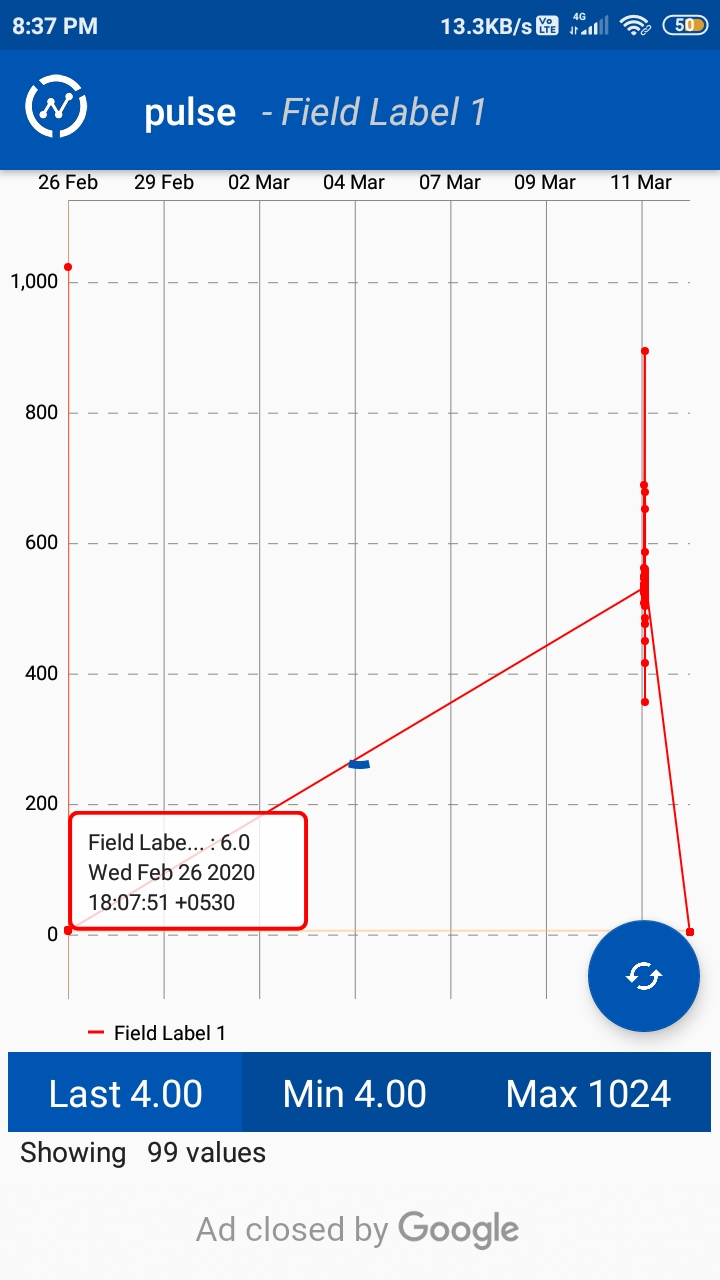 8:37 PM 13.3KB/s Vo LTE 4G 50
pulse - Field Label 1
26 Feb 29 Feb 02 Mar 04 Mar 07 Mar 09 Mar 11 Mar
1,000
800
600
400
200
0
Field Labe... : 6.0
Wed Feb 26 2020
18:07:51 +0530
Field Label 1
Last 4.00 Min 4.00 Max 1024
Showing 99 values
Ad closed by Google